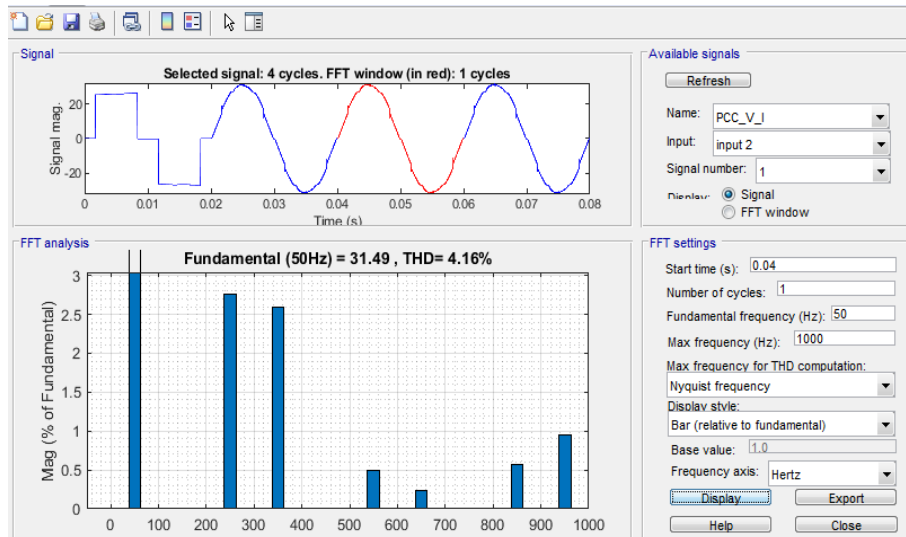 Signal
Selected signal: 4 cycles. FFT window (in red): 1 cycles
Signal mag.
20
0
-20
0 0.01 0.02 0.03 0.04 0.05 0.06 0.07 0.08
Time (s)
Available signals
Refresh
Name: PCC_V_I
Input: input 2
Signal number: 1
Display: Signal
FFT window
FFT analysis
Fundamental (50Hz) = 31.49 , THD= 4.16%
Mag (% of Fundamental)
3
2.5
2
1.5
1
0.5
0
0 100 200 300 400 500 600 700 800 900 1000
FFT settings
Start time (s): 0.04
Number of cycles: 1
Fundamental frequency (Hz): 50
Max frequency (Hz): 1000
Max frequency for THD computation:
Nyquist frequency
Display style:
Bar (relative to fundamental)
Base value: 1.0
Frequency axis: Hertz
Display Export
Help Close